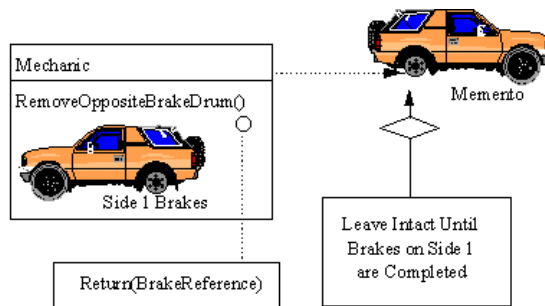 Mechanic
RemoveOppositeBrakeDrum()
Side 1 Brakes
Memento
Leave Intact Until
Brakes on Side 1
are Completed
Return(BrakeReference)